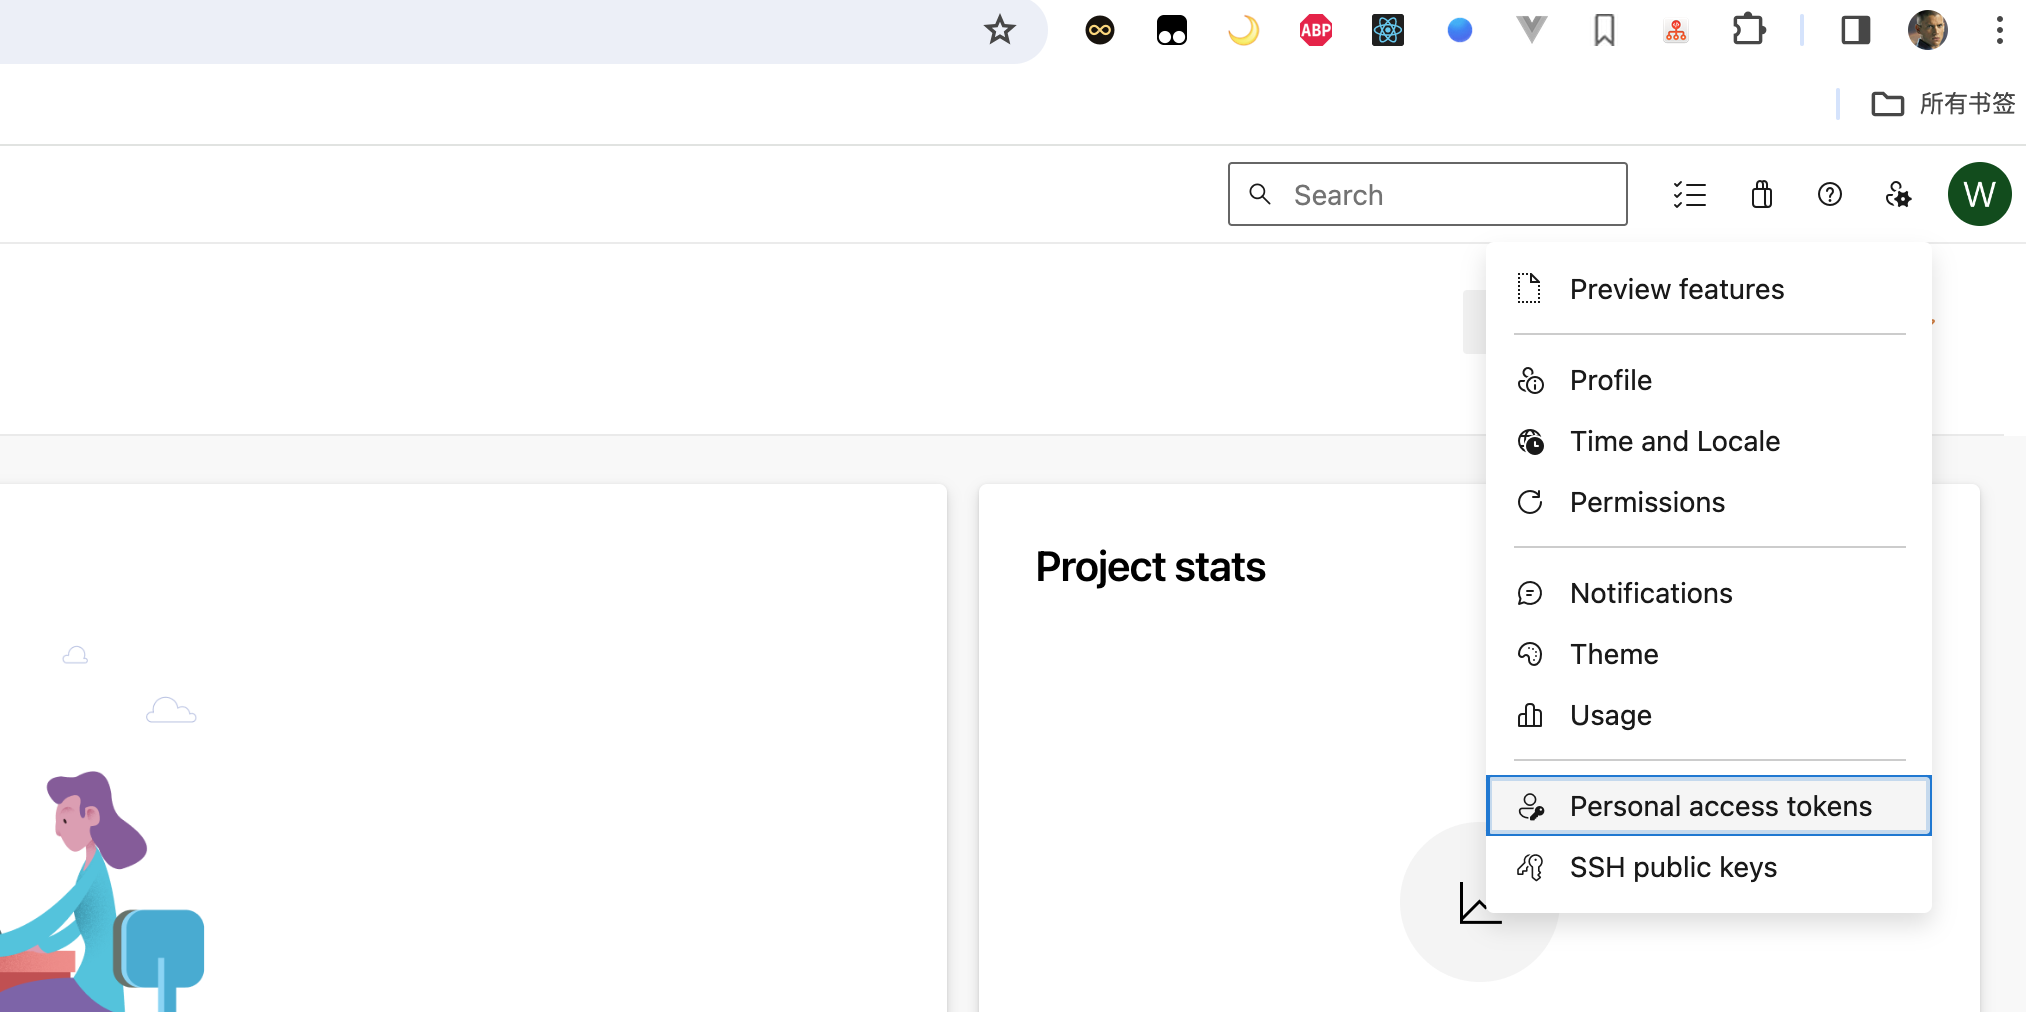 ABP
所有书签
Search
W
Preview features
Profile
Time and Locale
Permissions
Project stats
Notifications
Theme
Usage
Personal access tokens
SSH public keys